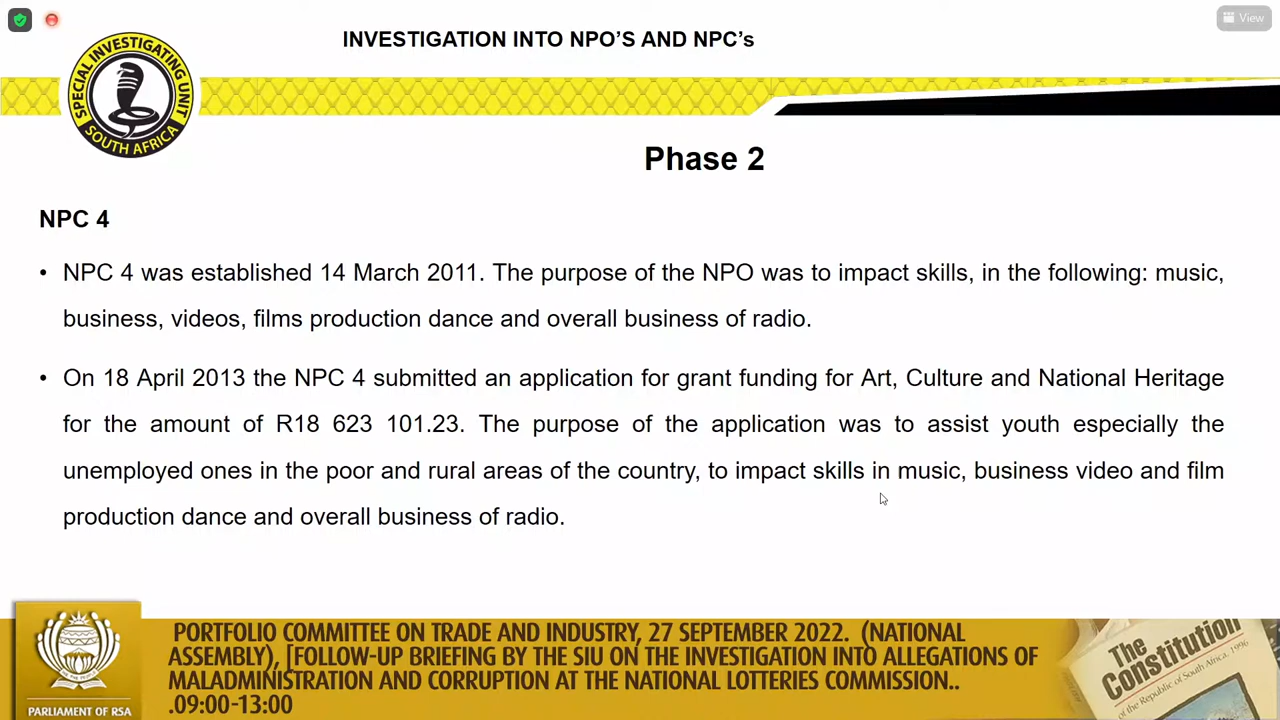 View
INVESTIGATION INTO NPO'S AND NPC's
SPECIAL INVESTIGATING UNIT
SOUTH AFRICA
Phase 2
NPC 4
• NPC 4 was established 14 March 2011. The purpose of the NPO was to impact skills, in the following: music,
business, videos, films production dance and overall business of radio.
• On 18 April 2013 the NPC 4 submitted an application for grant funding for Art, Culture and National Heritage
for the amount of R18 623 101.23. The purpose of the application was to assist youth especially the
unemployed ones in the poor and rural areas of the country, to impact skills in music, business video and film
production dance and overall business of radio.
PORTFOLIO COMMITTEE ON TRADE AND INDUSTRY, 27 SEPTEMBER 2022. (NATIONAL
ASSEMBLY), [FOLLOW-UP BRIEFING BY THE SIU ON THE INVESTIGATION INTO ALLEGATIONS OF
MALADMINISTRATION AND CORRUPTION AT THE NATIONAL LOTTERIES COMMISSION..
.09:00-13:00
PARLIAMENT OF RSA
The
Constitution
of the Republic of South Africa, 1996